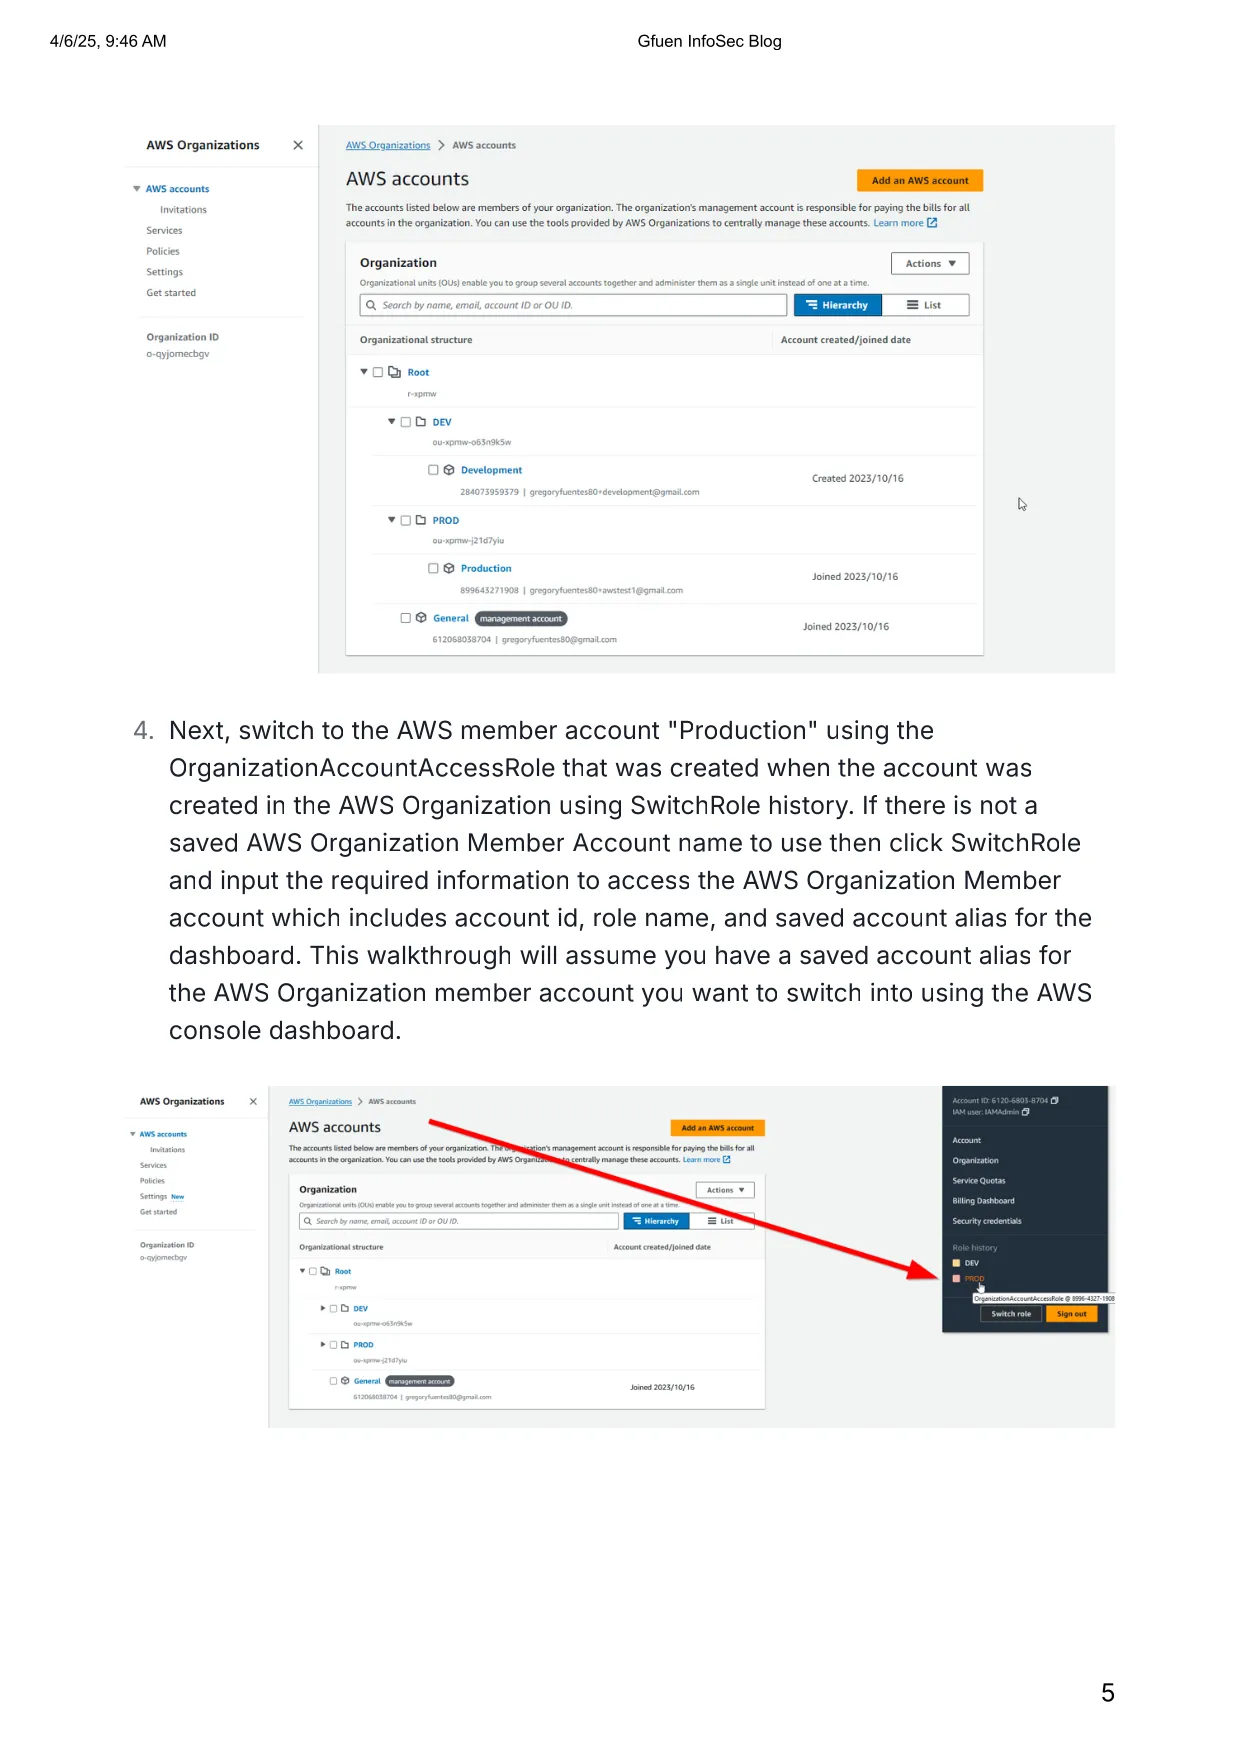 4/6/25, 9:46 AM
Gfuen InfoSec Blog
AWS Organizations
AWS accounts
Invitations
Services
Policies
Settings
Get started
Organization ID
o-qyjomecbgv
AWS Organizations > AWS accounts
AWS accounts
Add an AWS account
The accounts listed below are members of your organization. The organization's management account is responsible for paying the bills for all
accounts in the organization. You can use the tools provided by AWS Organizations to centrally manage these accounts. Learn more
Organization
Actions
Organizational units (OUs) enable you to group several accounts together and administer them as a single unit instead of one at a time.
Search by name, email, account ID or OU ID.
Hierarchy
List
Organizational structure
Account created/joined date
Root
r-xpmw
DEV
ou-xpmw-o63n9k5w
Development
Created 2023/10/16
284073959379 | gregoryfuentes80+development@gmail.com
PROD
ou-xpmw-j21d7yiu
Production
Joined 2023/10/16
899643271908 | gregoryfuentes80+awstest1@gmail.com
General management account
Joined 2023/10/16
612068038704 | gregoryfuentes80@gmail.com
4. Next, switch to the AWS member account "Production" using the
OrganizationAccountAccessRole that was created when the account was
created in the AWS Organization using SwitchRole history. If there is not a
saved AWS Organization Member Account name to use then click SwitchRole
and input the required information to access the AWS Organization Member
account which includes account id, role name, and saved account alias for the
dashboard. This walkthrough will assume you have a saved account alias for
the AWS Organization member account you want to switch into using the AWS
console dashboard.
AWS Organizations
AWS accounts
Invitations
Services
Policies
Settings New
Get started
Organization ID
o-qyjomecbgv
AWS Organizations > AWS accounts
AWS accounts
Add an AWS account
The accounts listed below are members of your organization. The organization's management account is responsible for paying the bills for all
accounts in the organization. You can use the tools provided by AWS Organizations to centrally manage these accounts. Learn more
Organization
Actions
Organizational units (OUs) enable you to group several accounts together and administer them as a single unit instead of one at a time.
Search by name, email, account ID or OU ID.
Hierarchy
List
Organizational structure
Account created/joined date
Root
r-xpmw
DEV
ou-xpmw-o63n9k5w
PROD
ou-xpmw-j21d7yiu
General management account
Joined 2023/10/16
612068038704 | gregoryfuentes80@gmail.com
Account ID: 6120-6803-8704
IAM user: IAMAdmin
Account
Organization
Service Quotas
Billing Dashboard
Security credentials
Role history
DEV
PROD
OrganizationAccountAccessRole @ 8996-4327-1908
Switch role
Sign out
5